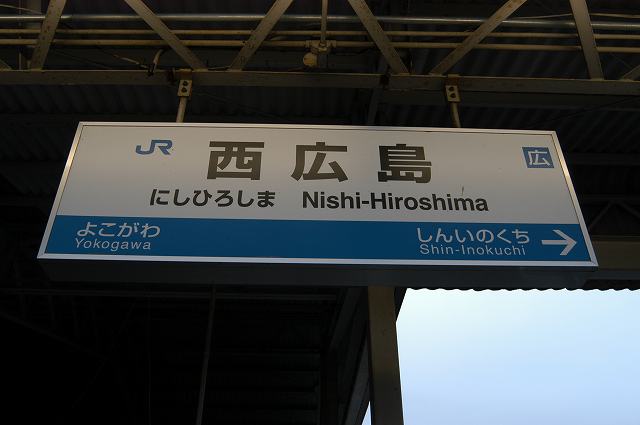 JR 西広島 広
にしひろしま Nishi-Hiroshima
よこがわ しんいのくち →
Yokogawa Shin-Inokuchi